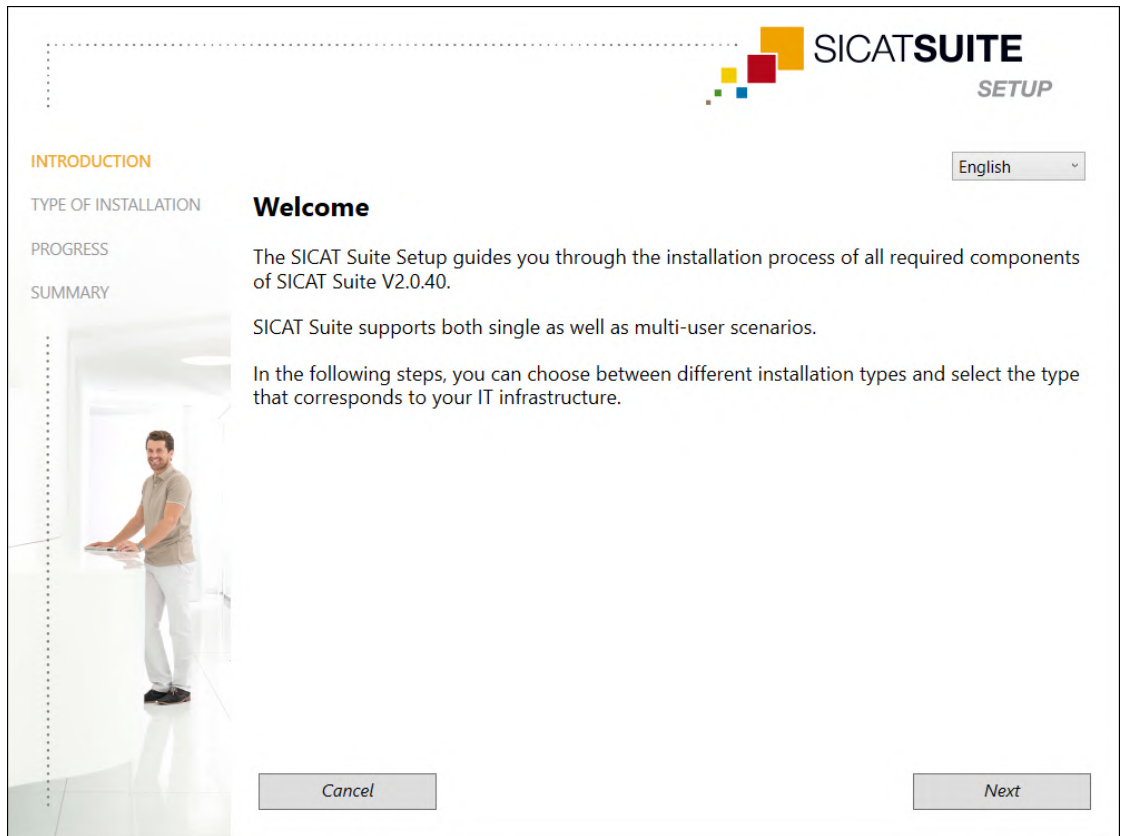 SICATSUITE
SETUP
INTRODUCTION
TYPE OF INSTALLATION
PROGRESS
SUMMARY
English
Welcome
The SICAT Suite Setup guides you through the installation process of all required components
of SICAT Suite V2.0.40.
SICAT Suite supports both single as well as multi-user scenarios.
In the following steps, you can choose between different installation types and select the type
that corresponds to your IT infrastructure.
Cancel
Next